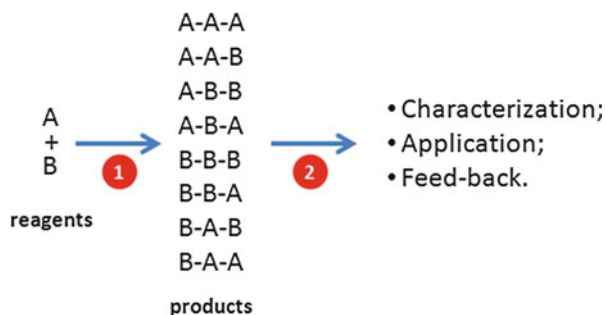 A
+
B
reagents
1
A-A-A
A-A-B
A-B-B
A-B-A
B-B-B
B-B-A
B-A-B
B-A-A
products
2
• Characterization;
• Application;
• Feed-back.